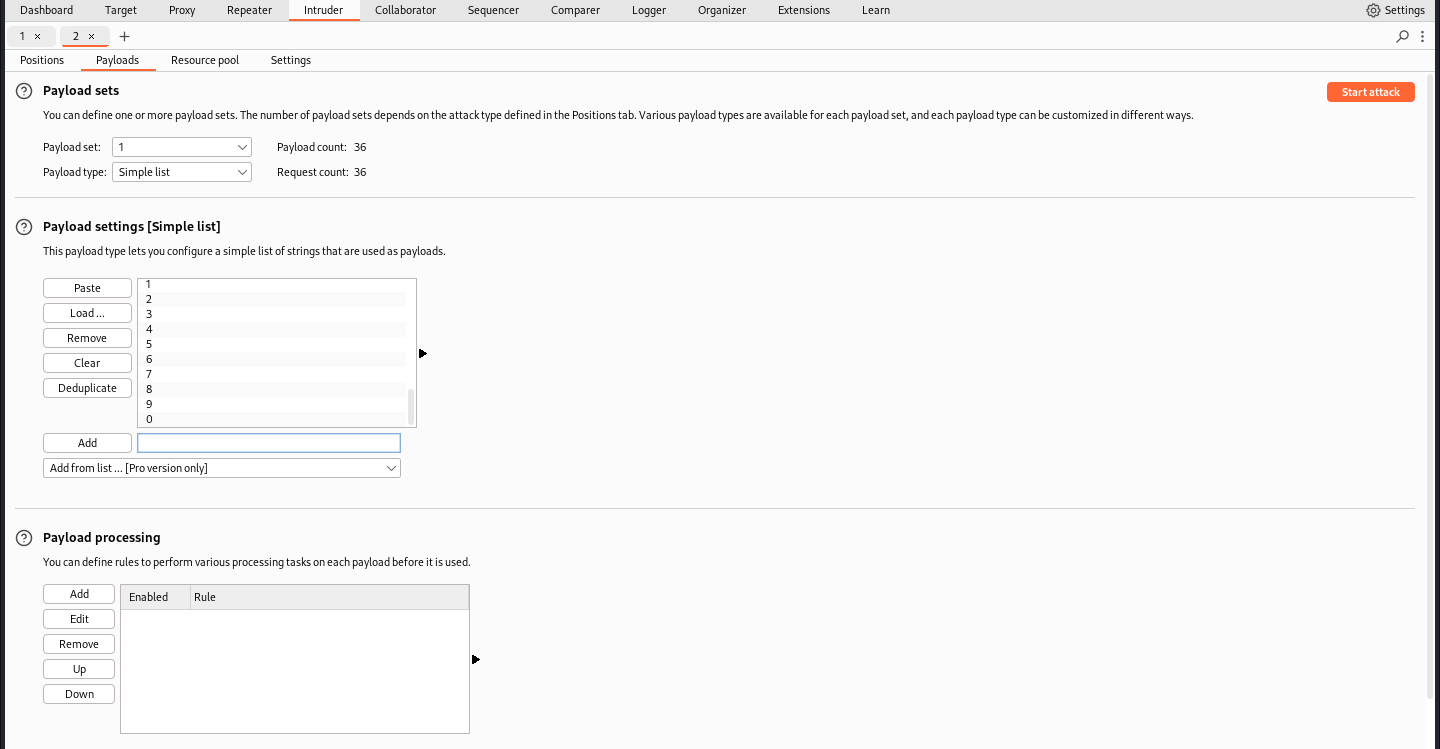 Dashboard Target Proxy Repeater Intruder Collaborator Sequencer Comparer Logger Organizer Extensions Learn Settings
1 × 2 × +
Positions Payloads Resource pool Settings
? Payload sets Start attack
You can define one or more payload sets. The number of payload sets depends on the attack type defined in the Positions tab. Various payload types are available for each payload set, and each payload type can be customized in different ways.
Payload set: 1 Payload count: 36
Payload type: Simple list Request count: 36
? Payload settings [Simple list]
This payload type lets you configure a simple list of strings that are used as payloads.
Paste
Load ...
Remove
Clear
Deduplicate
1
2
3
4
5
6
7
8
9
0
Add
Add from list ... [Pro version only]
? Payload processing
You can define rules to perform various processing tasks on each payload before it is used.
Add
Edit
Remove
Up
Down
Enabled Rule